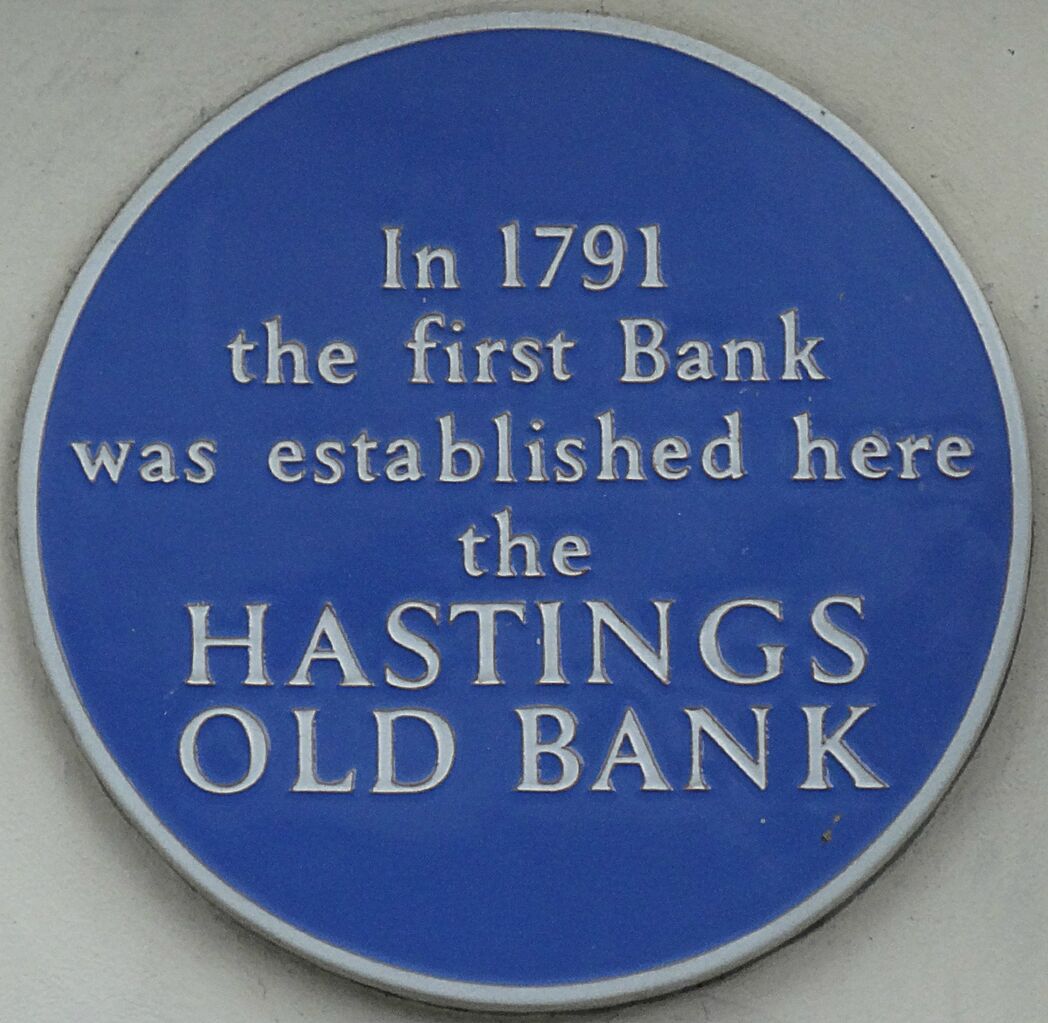 In 1791
the first Bank
was established here
the
HASTINGS
OLD BANK